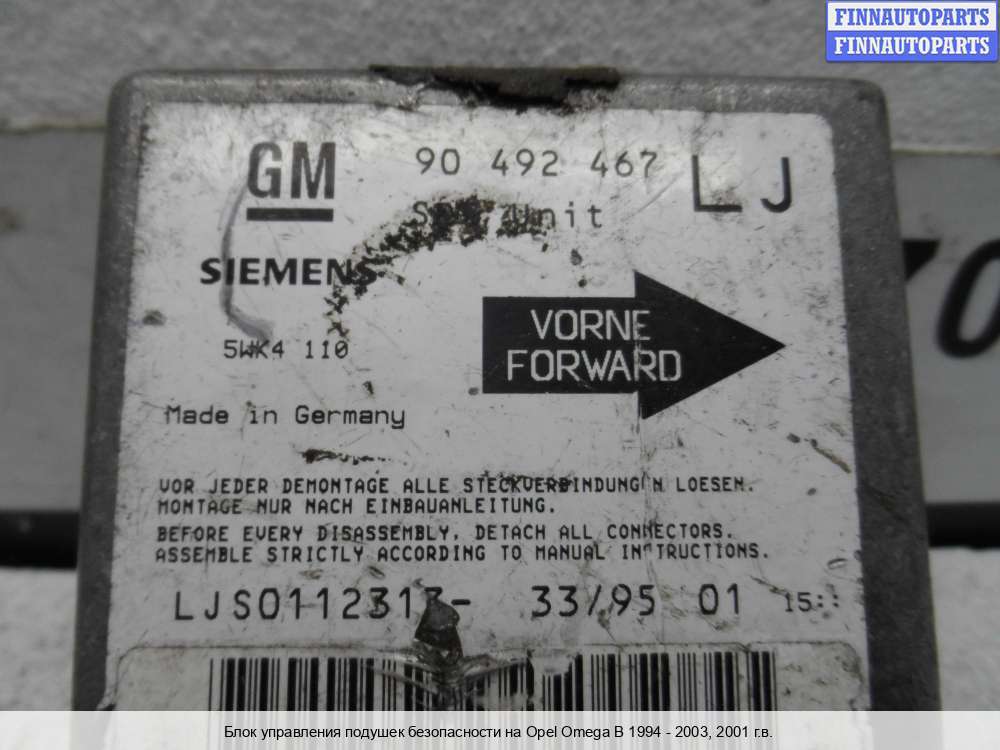 FINNAUTOPARTS
FINNAUTOPARTS
GM 90 492 467 LJ
Unit
SIEMENS
5WK4 110
VORNE
FORWARD
Made in Germany
VOR JEDER DEMONTAGE ALLE LOESEN.
MONTAGE NUR NACH EINBAUANLEITUNG.
BEFORE EVERY DISASSEMBLY, DETACH ALL CONNECTORS.
ASSEMBLE STRICTLY ACCORDING TO MANUAL
33/95 01
70
Блок управления подушек безопасности на Opel Omega B 1994 - 2003, 2001 г.в.